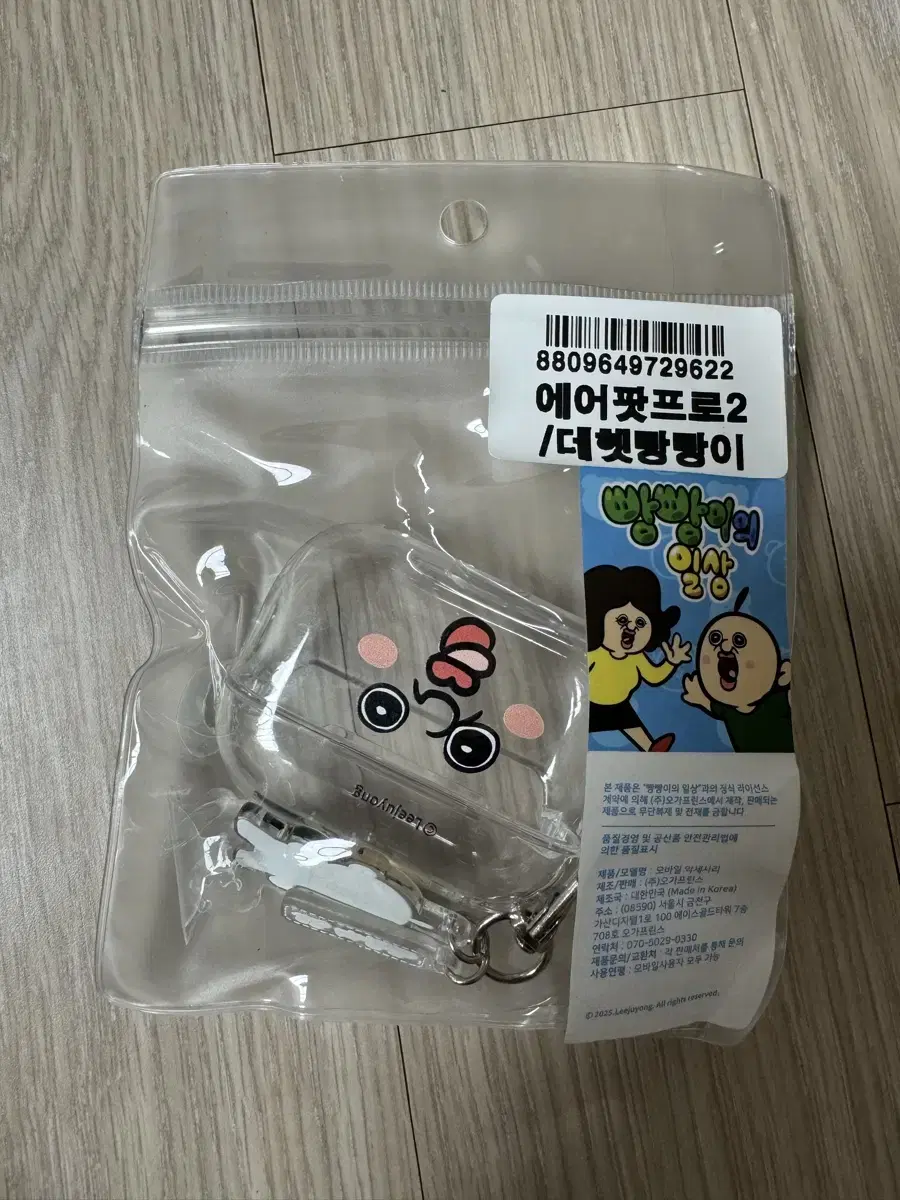 8809649729622
에어팟프로2
/데헷빵빵이
빵빵이의
일상
©Leejuyong
본 제품은 "빵빵이의 일상"과의 정식 라이선스
계약에 의해 (주)오가프린스에서 제작, 판매되는
제품으로 무단복제 및 전재를 금합니다
품질경영 및 공산품 안전관리법에
의한 품질표시
제품/모델명 : 모바일 악세사리
제조/판매 : (주)오가프린스
제조국 : 대한민국 (Made in Korea)
주소 : (08590) 서울시 금천구
가산디지털1로 100 에이스골드타워 7층
708호 오가프린스
연락처 : 070-5029-0330
제품문의/교환처 : 각 판매처를 통해 문의
사용연령 : 모바일사용자 모두 가능
© 2025.Leejuyong. All rights reserved.